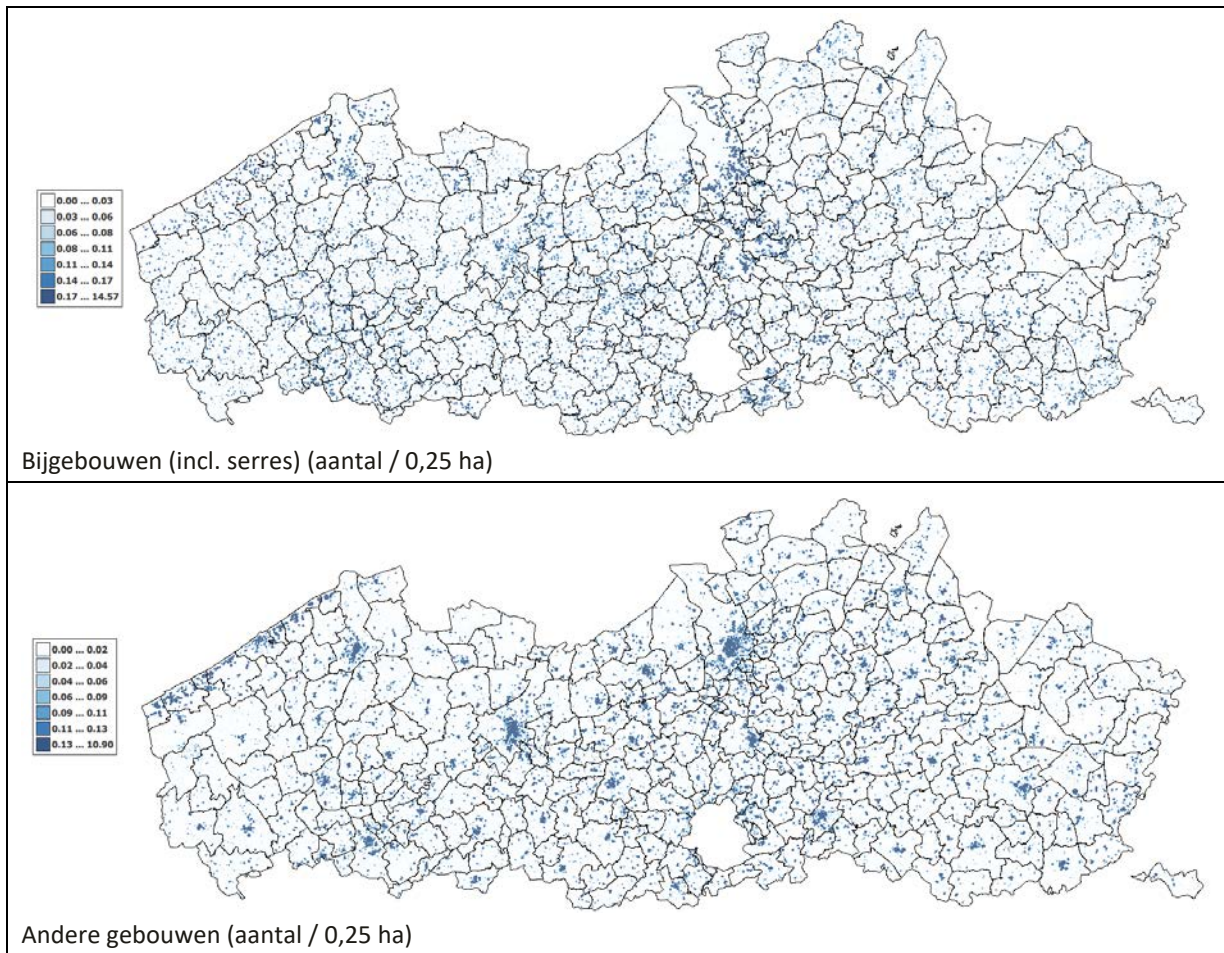 0.00 ... 0.03
0.03 ... 0.06
0.06 ... 0.08
0.08 ... 0.11
0.11 ... 0.14
0.14 ... 0.17
0.17 ... 14.57
Bijgebouwen (incl. serres) (aantal / 0,25 ha)
0.00 ... 0.02
0.02 ... 0.04
0.04 ... 0.06
0.06 ... 0.09
0.09 ... 0.11
0.11 ... 0.13
0.13 ... 10.90
Andere gebouwen (aantal / 0,25 ha)